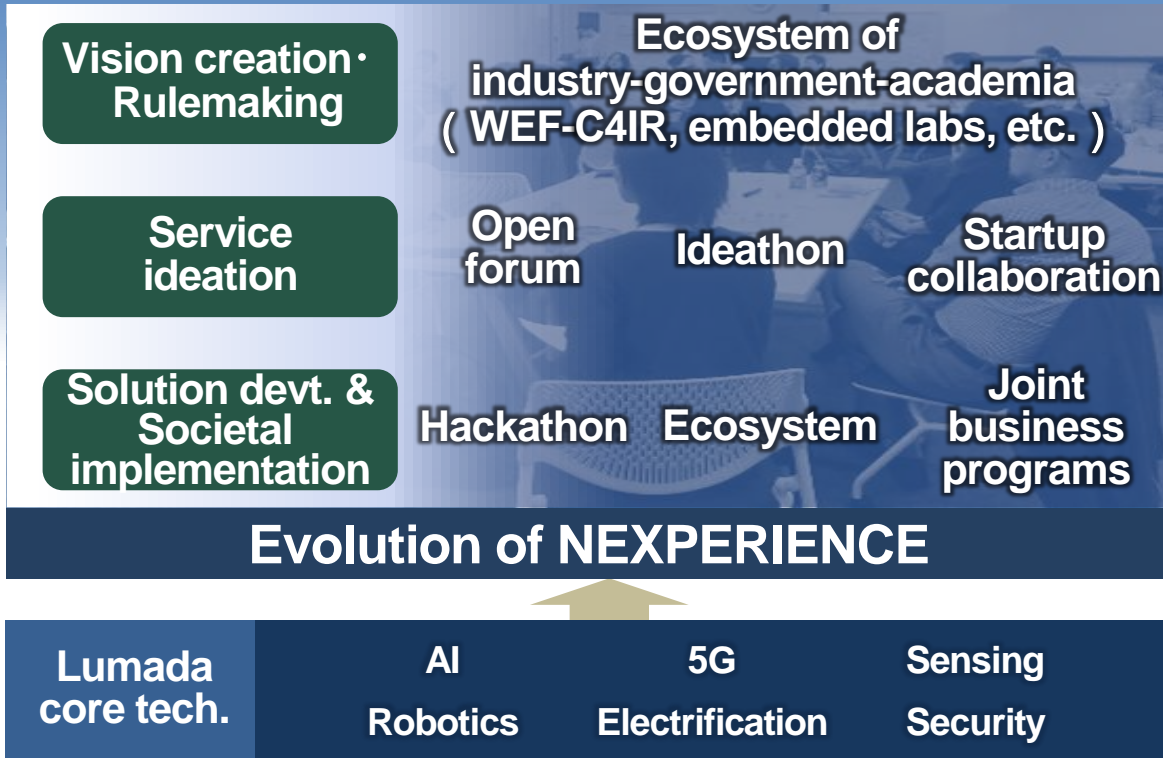 Vision creation・
Rulemaking
Ecosystem of
industry-government-academia
( WEF-C4IR, embedded labs, etc. )
Service
ideation
Open
forum
Ideathon
Startup
collaboration
Solution devt. &
Societal
implementation
Hackathon
Ecosystem
Joint
business
programs
Evolution of NEXPERIENCE
Lumada
core tech.
AI
5G
Sensing
Robotics
Electrification
Security